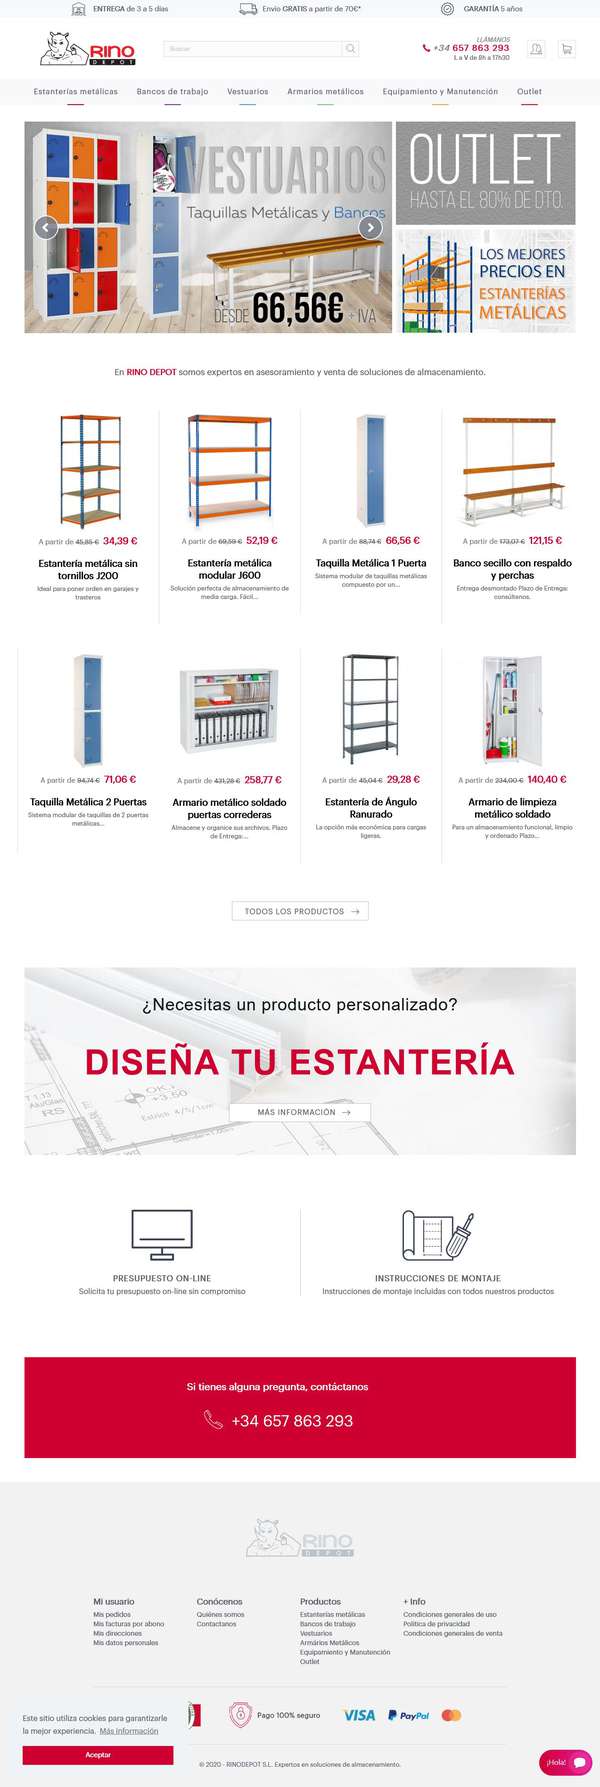 ENTREGA de 3 a 5 días
Envío GRATIS a partir de 70€*
GARANTÍA 5 años
RINO
DEPOT
Buscar
LLÁMANOS
+34 657 863 293
L a V de 8h a 17h30
Estanterías metálicas
Bancos de trabajo
Vestuarios
Armarios metálicos
Equipamiento y Manutención
Outlet
VESTUARIOS
Taquillas Metálicas y Bancos
DESDE 66,56€ + IVA
OUTLET
HASTA EL 80% DE DTO.
LOS MEJORES
PRECIOS EN
ESTANTERÍAS
METÁLICAS
En RINO DEPOT somos expertos en asesoramiento y venta de soluciones de almacenamiento.
A partir de 45,85 € 34,39 €
Estantería metálica sin
tornillos J200
Ideal para poner orden en garajes y
trasteros
A partir de 69,59 € 52,19 €
Estantería metálica
modular J600
Solución perfecta de almacenamiento de
media carga. Fácil...
A partir de 88,74 € 66,56 €
Taquilla Metálica 1 Puerta
Sistema modular de taquillas metálicas
compuesto por un...
A partir de 173,07 € 121,15 €
Banco secillo con respaldo
y perchas
Entrega desmontado Plazo de Entrega:
consúltenos.
A partir de 94,74 € 71,06 €
Taquilla Metálica 2 Puertas
Sistema modular de taquillas de 2 puertas
metálicas...
A partir de 431,28 € 258,77 €
Armario metálico soldado
puertas correderas
Almacene y organice sus archivos. Plazo
de Entrega:...
A partir de 45,04 € 29,28 €
Estantería de Ángulo
Ranurado
La opción más económica para cargas
ligeras.
A partir de 234,00 € 140,40 €
Armario de limpieza
metálico soldado
Para un almacenamiento funcional, limpio
y ordenado Plazo...
TODOS LOS PRODUCTOS
¿Necesitas un producto personalizado?
DISEÑA TU ESTANTERÍA
MÁS INFORMACIÓN
1.13
Alu/Glas
RS
OKJ
+3.50
Estrich 4/5/1cm
PRESUPUESTO ON-LINE
Solicita tu presupuesto on-line sin compromiso
INSTRUCCIONES DE MONTAJE
Instrucciones de montaje incluidas con todos nuestros productos
Si tienes alguna pregunta, contáctanos
+34 657 863 293
RINO
DEPOT
Mi usuario
Mis pedidos
Mis facturas por abono
Mis direcciones
Mis datos personales
Conócenos
Quiénes somos
Contactanos
Productos
Estanterías metálicas
Bancos de trabajo
Vestuarios
Armários Metálicos
Equipamiento y Manutención
Outlet
+ Info
Condiciones generales de uso
Politica de privacidad
Condiciones generales de venta
Pago 100% seguro
VISA
PayPal
Este sitio utiliza cookies para garantizarle
la mejor experiencia. Más información
Aceptar
© 2020 - RINODEPOT S.L. Expertos en soluciones de almacenamiento.
¡Hola!